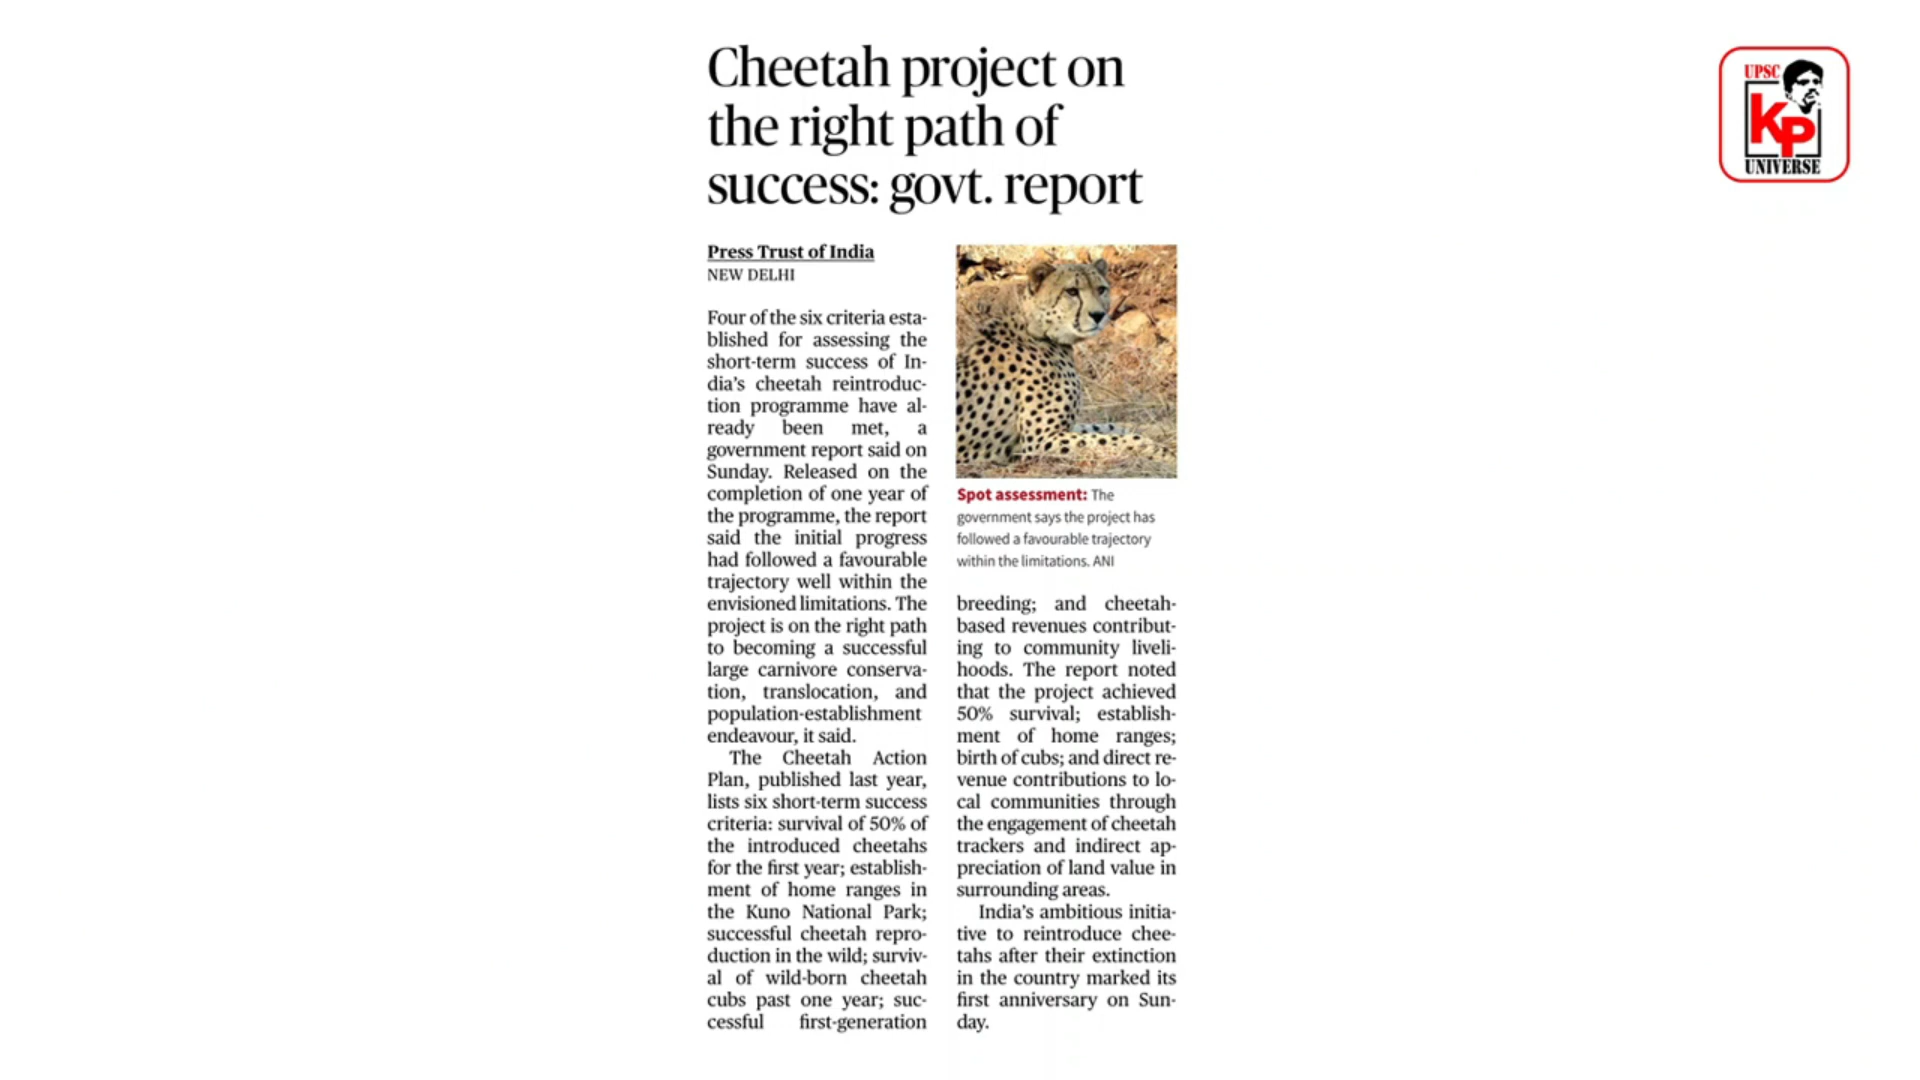 Cheetah project on
the right path of
success: govt. report
Press Trust of India
NEW DELHI
Four of the six criteria esta-
blished for assessing the
short-term success of In-
dia's cheetah reintroduc-
tion programme have al-
ready been met, a
government report said on
Sunday. Released on the
completion of one year of
the programme, the report
said the initial progress
had followed a favourable
trajectory well within the
envisioned limitations. The
project is on the right path
to becoming a successful
large carnivore conserva-
tion, translocation, and
population-establishment
endeavour, it said.
The Cheetah Action
Plan, published last year,
lists six short-term success
criteria: survival of 50% of
the introduced cheetahs
for the first year; establish-
ment of home ranges in
the Kuno National Park;
successful cheetah repro-
duction in the wild; surviv-
al of wild-born cheetah
cubs past one year; suc-
cessful first-generation
Spot assessment: The
government says the project has
followed a favourable trajectory
within the limitations. ANI
breeding; and cheetah-
based revenues contribut-
ing to community liveli-
hoods. The report noted
that the project achieved
50% survival; establish-
ment of home ranges;
birth of cubs; and direct re-
venue contributions to lo-
cal communities through
the engagement of cheetah
trackers and indirect ap-
preciation of land value in
surrounding areas.
India's ambitious initia-
tive to reintroduce chee-
tahs after their extinction
in the country marked its
first anniversary on Sun-
day.
UPSC
KP
UNIVERSE